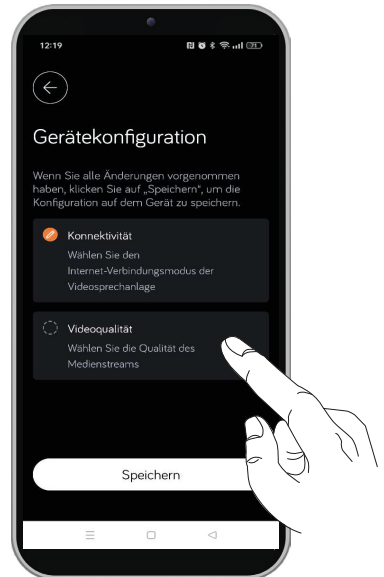 12:19
71
Gerätekonfiguration
Wenn Sie alle Änderungen vorgenommen
haben, klicken Sie auf „Speichern", um die
Konfiguration auf dem Gerät zu speichern.
Konnektivität
Wählen Sie den
Internet-Verbindungsmodus der
Videosprechanlage
Videoqualität
Wählen Sie die Qualität des
Medienstreams
Speichern